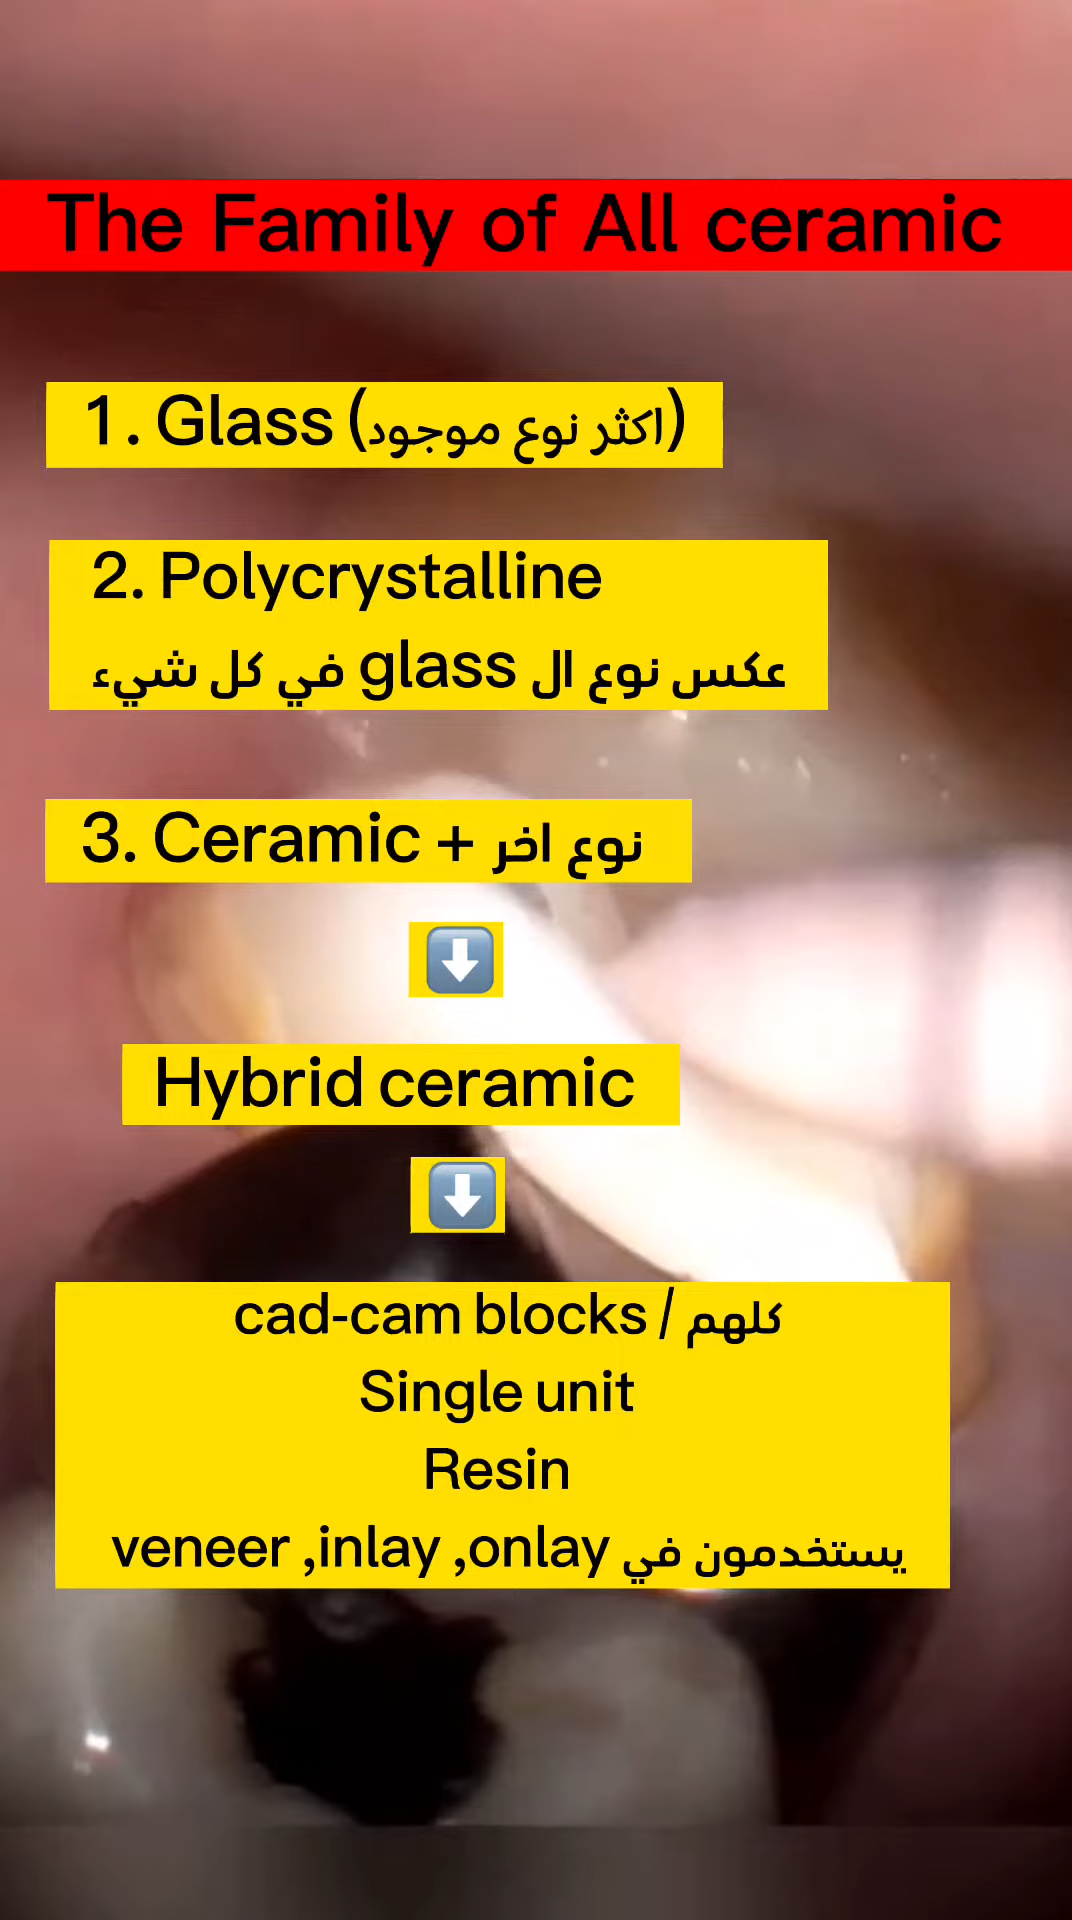 The Family of All ceramic
1. Glass (اكثر نوع موجود)
2. Polycrystalline
عكس نوع ال glass في كل شيء
3. Ceramic + نوع اخر
Hybrid ceramic
cad-cam blocks / كلهم
Single unit
Resin
veneer ,inlay ,onlay يستخدمون في